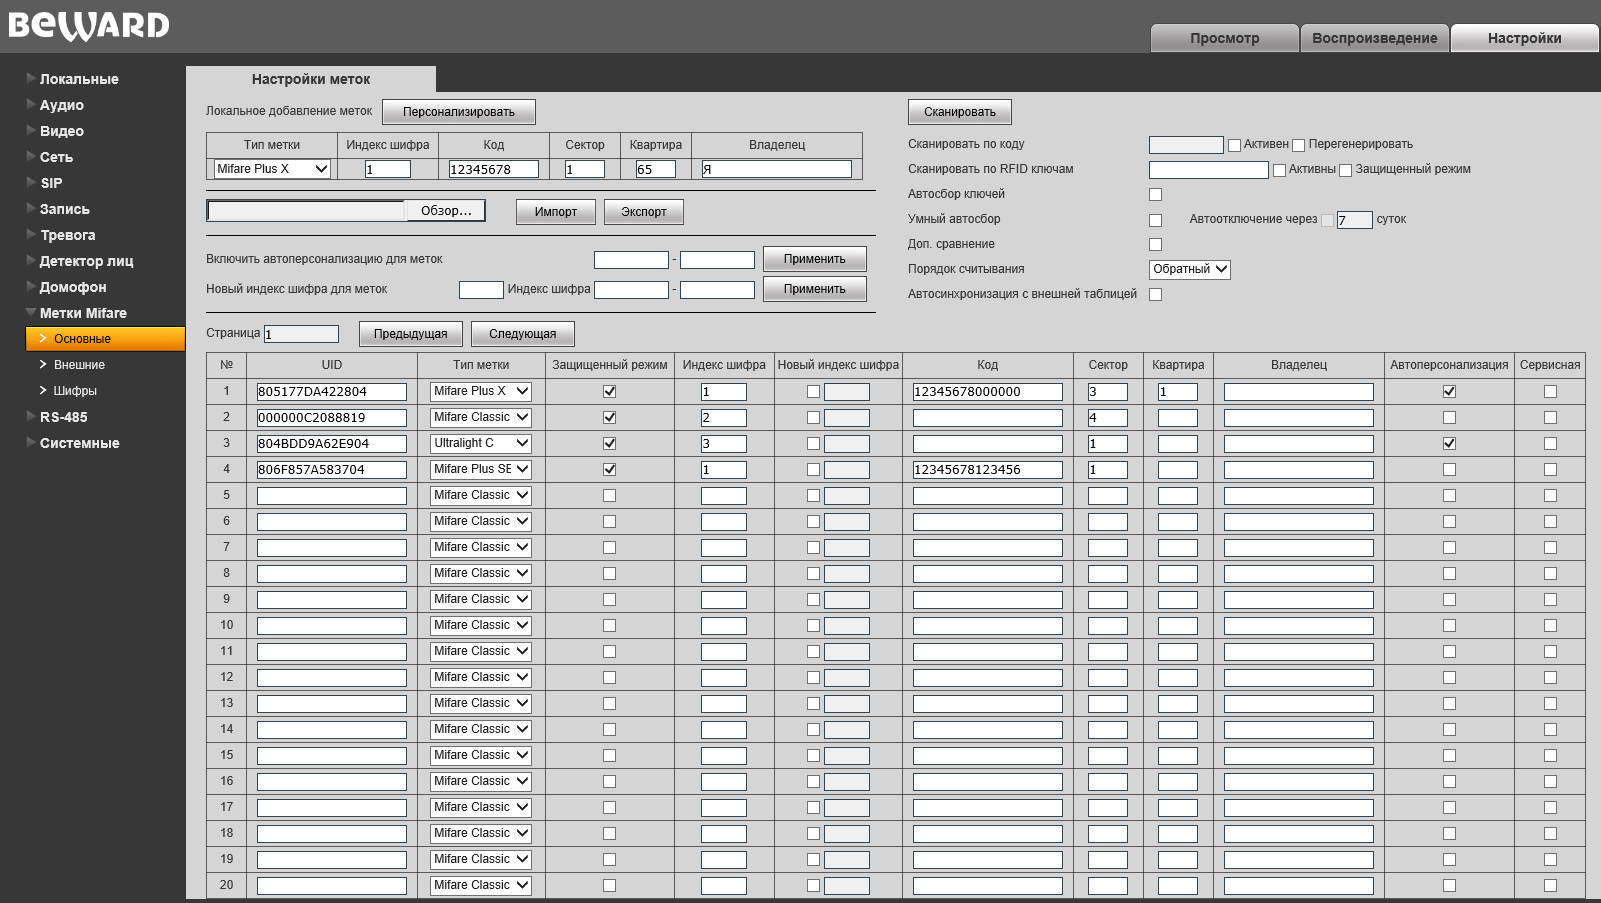 BEWARD
Просмотр
Воспроизведение
Настройки
Локальные
Аудио
Видео
Сеть
SIP
Запись
Тревога
Детектор лиц
Домофон
Метки Mifare
Основные
Внешние
Шифры
RS-485
Системные
Настройки меток
Локальное добавление меток Персонализировать
Тип метки Индекс шифра Код Сектор Квартира Владелец
Mifare Plus X 1 12345678 1 65 Я
Обзор... Импорт Экспорт
Включить автоперсонализацию для меток - Применить
Новый индекс шифра для меток Индекс шифра - Применить
Сканировать
Сканировать по коду Активен Перегенерировать
Сканировать по RFID ключам Активны Защищенный режим
Автосбор ключей
Умный автосбор Автоотключение через 7 суток
Доп. сравнение
Порядок считывания Обратный
Автосинхронизация с внешней таблицей
Страница 1 Предыдущая Следующая
№ UID Тип метки Защищенный режим Индекс шифра Новый индекс шифра Код Сектор Квартира Владелец Автоперсонализация Сервисная
1 805177DA422804 Mifare Plus X 1 12345678000000 3 1
2 000000C2088819 Mifare Classic 2 4
3 804BDD9A62E904 Ultralight C 3 1
4 806F857A583704 Mifare Plus SE 1 12345678123456 1
5 Mifare Classic
6 Mifare Classic
7 Mifare Classic
8 Mifare Classic
9 Mifare Classic
10 Mifare Classic
11 Mifare Classic
12 Mifare Classic
13 Mifare Classic
14 Mifare Classic
15 Mifare Classic
16 Mifare Classic
17 Mifare Classic
18 Mifare Classic
19 Mifare Classic
20 Mifare Classic